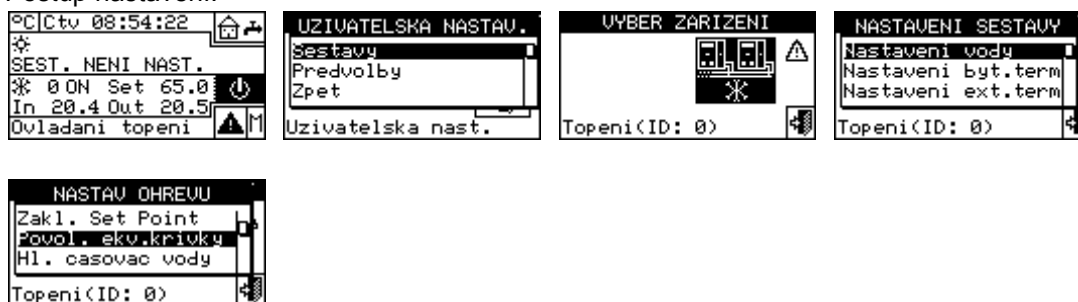 °C Ctv 08:54:22
SEST. NENI NAST.
0 ON Set 65.0
In 20.4 Out 20.5
Ovladani topeni M
UZIVATELSKA NASTAV.
Sestavy
Predvolby
Zpet
Uzivatelska nast.
VYBER ZARIZENI
Topeni(ID: 0)
NASTAVENI SESTAVY
Nastaveni vody
Nastaveni byt.term
Nastaveni ext.term
Topeni(ID: 0)
NASTAV OHREVU
Zakl. Set Point
Povol. ekv.krivky
Hl. casovac vody
Topeni(ID: 0)